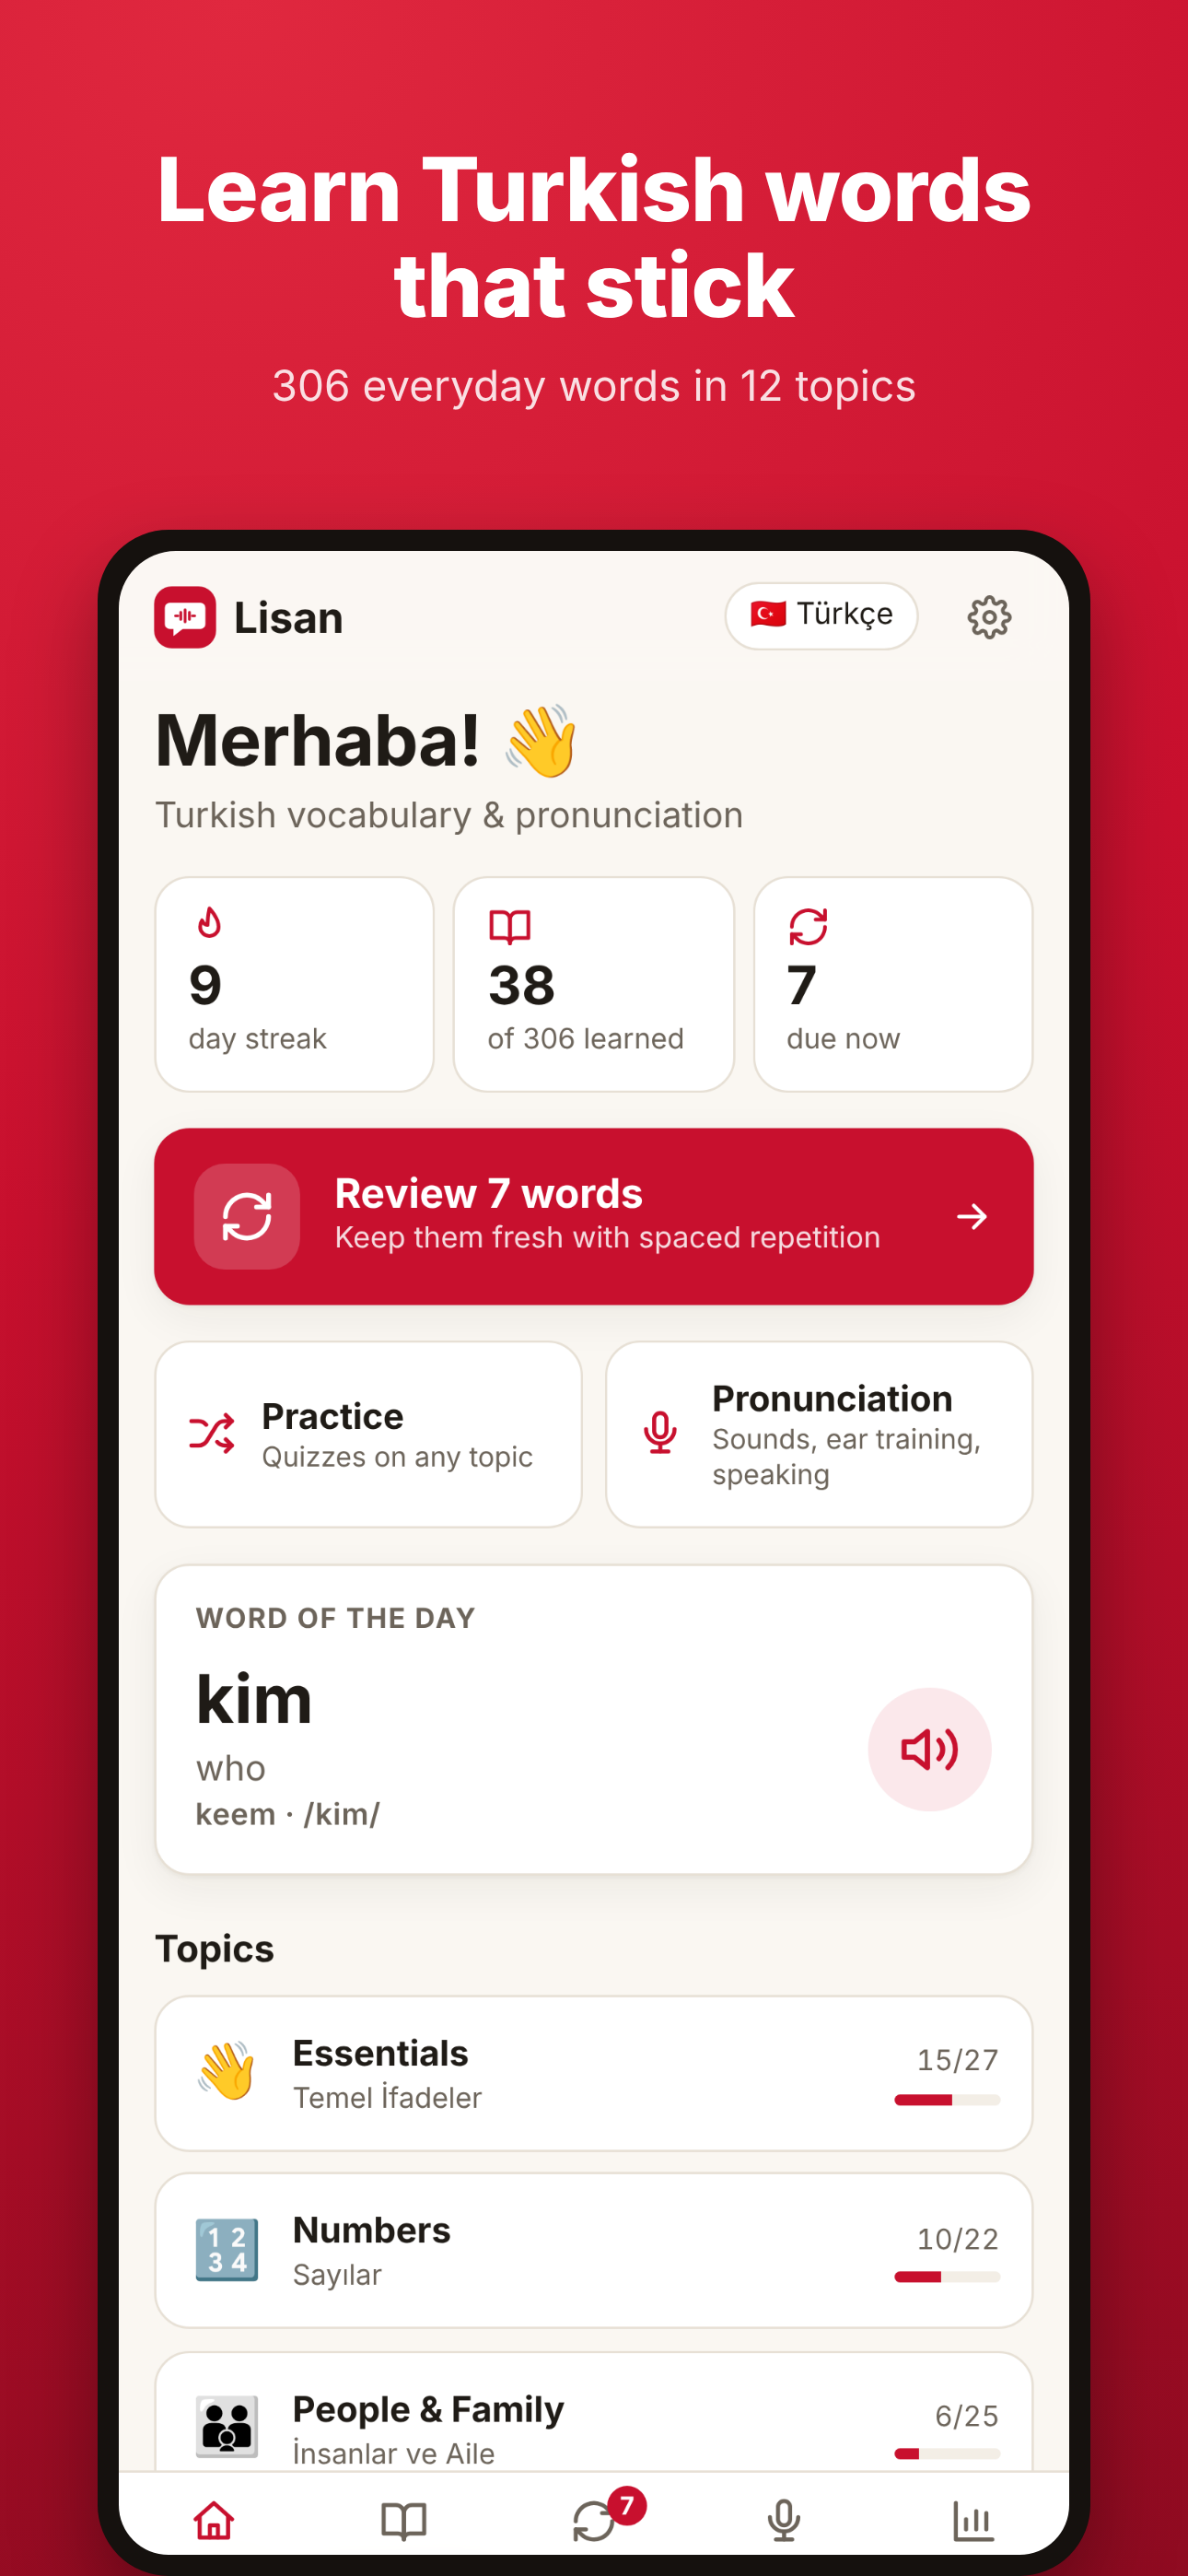 Learn Turkish words
that stick
306 everyday words in 12 topics
Lisan
Türkçe
Merhaba! 👋
Turkish vocabulary & pronunciation
9
day streak
38
of 306 learned
7
due now
Review 7 words
Keep them fresh with spaced repetition
Practice
Quizzes on any topic
Pronunciation
Sounds, ear training,
speaking
WORD OF THE DAY
kim
who
keem · /kim/
Topics
Essentials
Temel İfadeler
15/27
1234
Numbers
Sayılar
10/22
People & Family
İnsanlar ve Aile
6/25
7